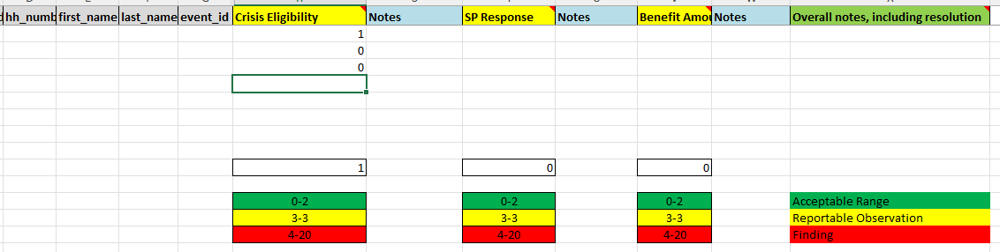 hh_numb first_name last_name event_id Crisis Eligibility Notes SP Response Notes Benefit Amou Notes Overall notes, including resolution
1
0
0
1 0 0
0-2 0-2 0-2 Acceptable Range
3-3 3-3 3-3 Reportable Observation
4-20 4-20 4-20 Finding